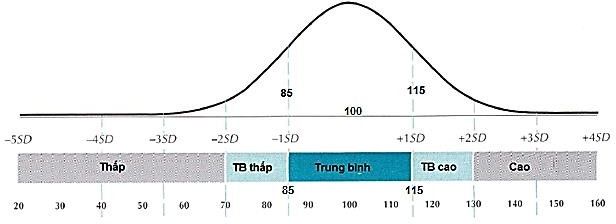 85 115
100
-5SD -4SD -3SD -2SD -1SD +1SD +2SD +3SD +4SD
Thấp TB thấp Trung bình TB cao Cao
85 115
20 30 40 50 60 70 80 90 100 110 120 130 140 150 160